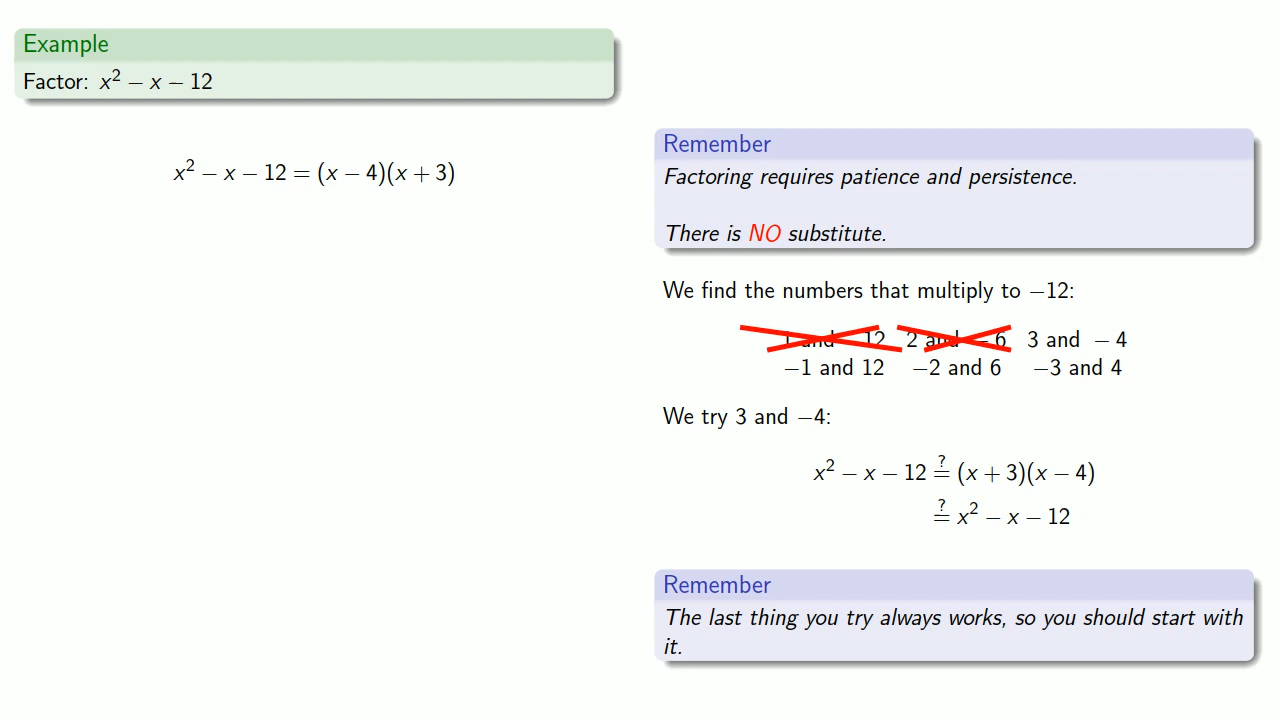 Example
Factor: x² − x − 12
x² − x − 12 = (x − 4)(x + 3)
Remember
Factoring requires patience and persistence.
There is NO substitute.
We find the numbers that multiply to −12:
1 and − 12 2 and − 6 3 and − 4
−1 and 12 −2 and 6 −3 and 4
We try 3 and −4:
x² − x − 12 ?= (x + 3)(x − 4)
?= x² − x − 12
Remember
The last thing you try always works, so you should start with
it.